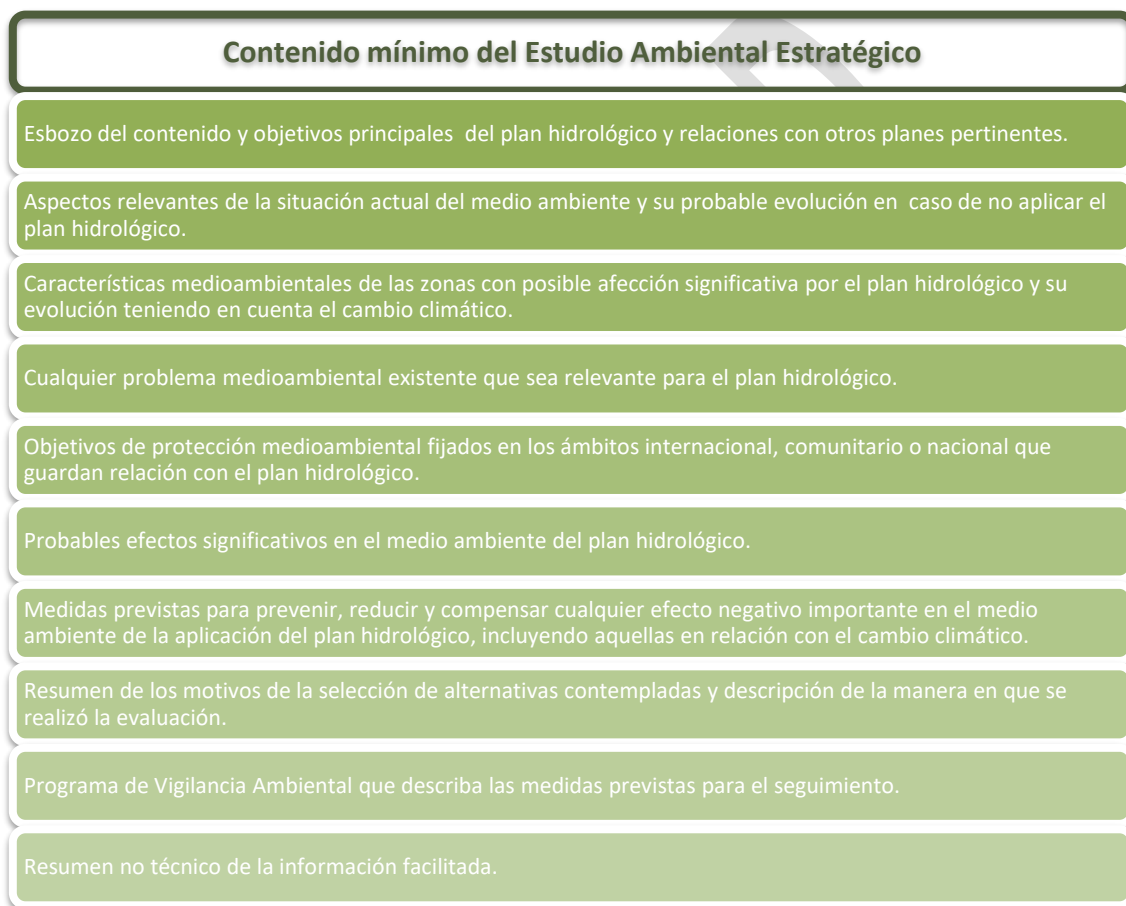 Contenido mínimo del Estudio Ambiental Estratégico
Esbozo del contenido y objetivos principales del plan hidrológico y relaciones con otros planes pertinentes.
Aspectos relevantes de la situación actual del medio ambiente y su probable evolución en caso de no aplicar el
plan hidrológico.
Características medioambientales de las zonas con posible afección significativa por el plan hidrológico y su
evolución teniendo en cuenta el cambio climático.
Cualquier problema medioambiental existente que sea relevante para el plan hidrológico.
Objetivos de protección medioambiental fijados en los ámbitos internacional, comunitario o nacional que
guardan relación con el plan hidrológico.
Probables efectos significativos en el medio ambiente del plan hidrológico.
Medidas previstas para prevenir, reducir y compensar cualquier efecto negativo importante en el medio
ambiente de la aplicación del plan hidrológico, incluyendo aquellas en relación con el cambio climático.
Resumen de los motivos de la selección de alternativas contempladas y descripción de la manera en que se
realizó la evaluación.
Programa de Vigilancia Ambiental que describa las medidas previstas para el seguimiento.
Resumen no técnico de la información facilitada.